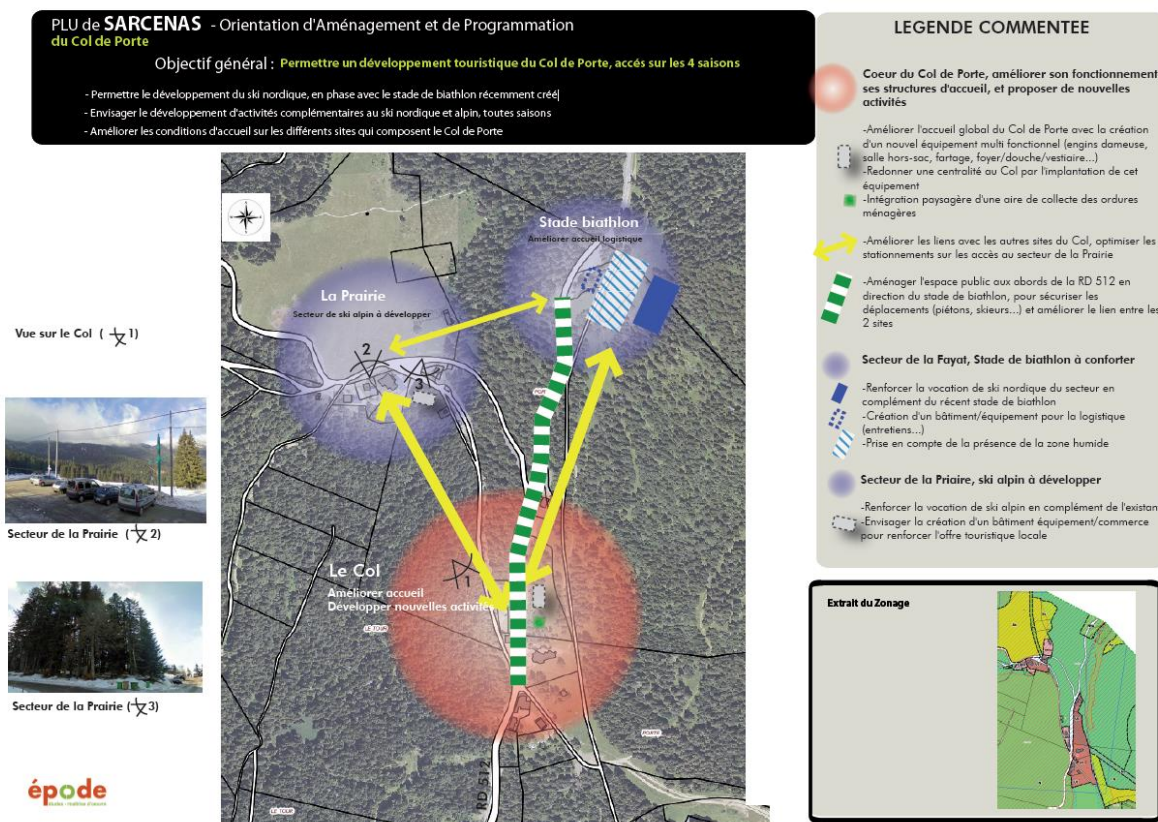 PLU de SARCENAS - Orientation d'Aménagement et de Programmation
du Col de Porte
Objectif général : Permettre un développement touristique du Col de Porte, accés sur les 4 saisons
- Permettre le développement du ski nordique, en phase avec le stade de biathlon récemment créé|
- Envisager le développement d'activités complémentaires au ski nordique et alpin, toutes saisons
- Améliorer les conditions d'accueil sur les différents sites qui composent le Col de Porte
Stade biathlon
Améliorer accueil logistique
La Prairie
Secteur de ski alpin à développer
2
3
Le Col
1
Améliorer accueil
Développer nouvelles activités
LE TOUR
LE TOUR
RD 512
Vue sur le Col ( 1)
Secteur de la Prairie ( 2)
Secteur de la Prairie ( 3)
épode
études - maîtrise d'oeuvre
LEGENDE COMMENTEE
Coeur du Col de Porte, améliorer son fonctionnement
ses structures d'accueil, et proposer de nouvelles
activités
-Améliorer l'accueil global du Col de Porte avec la création
d'un nouvel équipement multi fonctionnel (engins dameuse,
salle hors-sac, fartage, foyer/douche/vestiaire...)
-Redonner une centralité au Col par l'implantation de cet
équipement
-Intégration paysagère d'une aire de collecte des ordures
ménagères
-Améliorer les liens avec les autres sites du Col, optimiser les
stationnements sur les accès au secteur de la Prairie
-Aménager l'espace public aux abords de la RD 512 en
direction du stade de biathlon, pour sécuriser les
déplacements (piétons, skieurs...) et améliorer le lien entre les
2 sites
Secteur de la Fayat, Stade de biathlon à conforter
-Renforcer la vocation de ski nordique du secteur en
complément du récent stade de biathlon
-Création d'un bâtiment/équipement pour la logistique
(entretiens...)
-Prise en compte de la présence de la zone humide
Secteur de la Priaire, ski alpin à développer
-Renforcer la vocation de ski alpin en complément de l'existan
-Envisager la création d'un bâtiment équipement/commerce
pour renforcer l'offre touristique locale
Extrait du Zonage